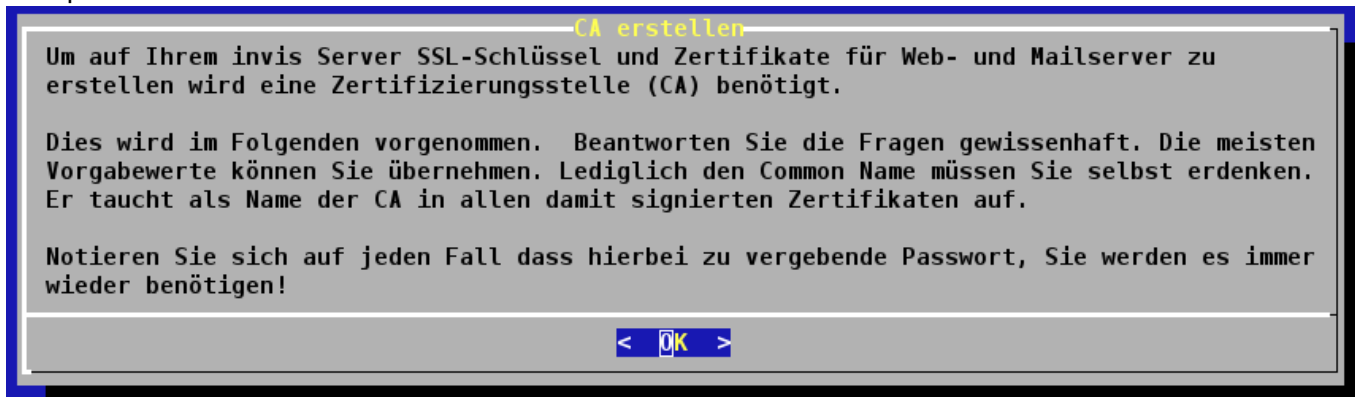 CA erstellen
Um auf Ihrem invis Server SSL-Schlüssel und Zertifikate für Web- und Mailserver zu
erstellen wird eine Zertifizierungsstelle (CA) benötigt.
Dies wird im Folgenden vorgenommen.  Beantworten Sie die Fragen gewissenhaft. Die meisten
Vorgabewerte können Sie übernehmen. Lediglich den Common Name müssen Sie selbst erdenken.
Er taucht als Name der CA in allen damit signierten Zertifikaten auf.
Notieren Sie sich auf jeden Fall dass hierbei zu vergebende Passwort, Sie werden es immer
wieder benötigen!
<  OK  >